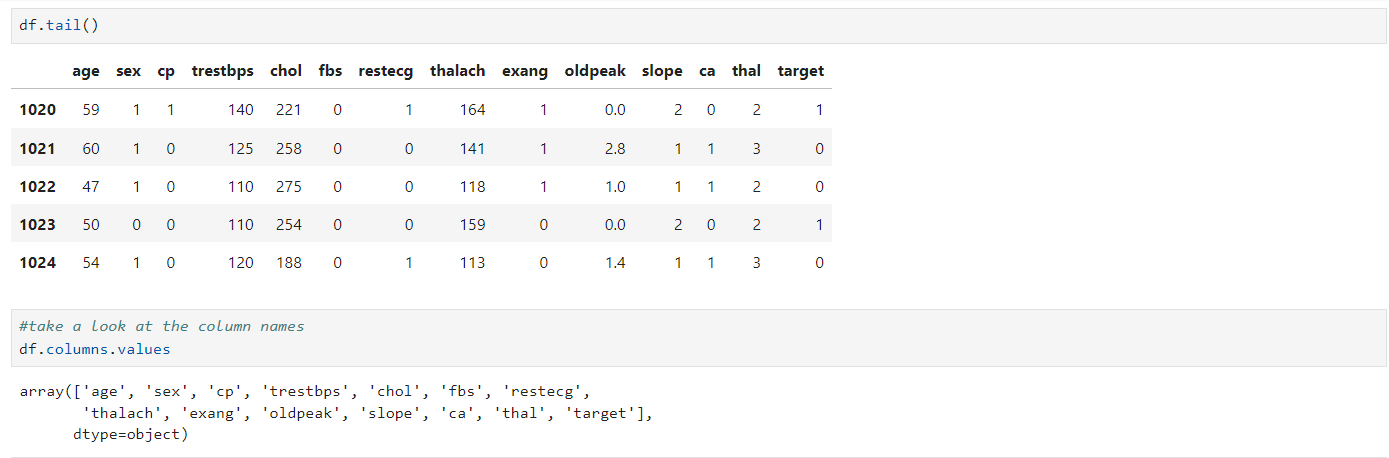 df.tail()
age sex cp trestbps chol fbs restecg thalach exang oldpeak slope ca thal target
1020 59 1 1 140 221 0 1 164 1 0.0 2 0 2 1
1021 60 1 0 125 258 0 0 141 1 2.8 1 1 3 0
1022 47 1 0 110 275 0 0 118 1 1.0 1 1 2 0
1023 50 0 0 110 254 0 0 159 0 0.0 2 0 2 1
1024 54 1 0 120 188 0 1 113 0 1.4 1 1 3 0
#take a look at the column names
df.columns.values
array(['age', 'sex', 'cp', 'trestbps', 'chol', 'fbs', 'restecg',
'thalach', 'exang', 'oldpeak', 'slope', 'ca', 'thal', 'target'],
dtype=object)